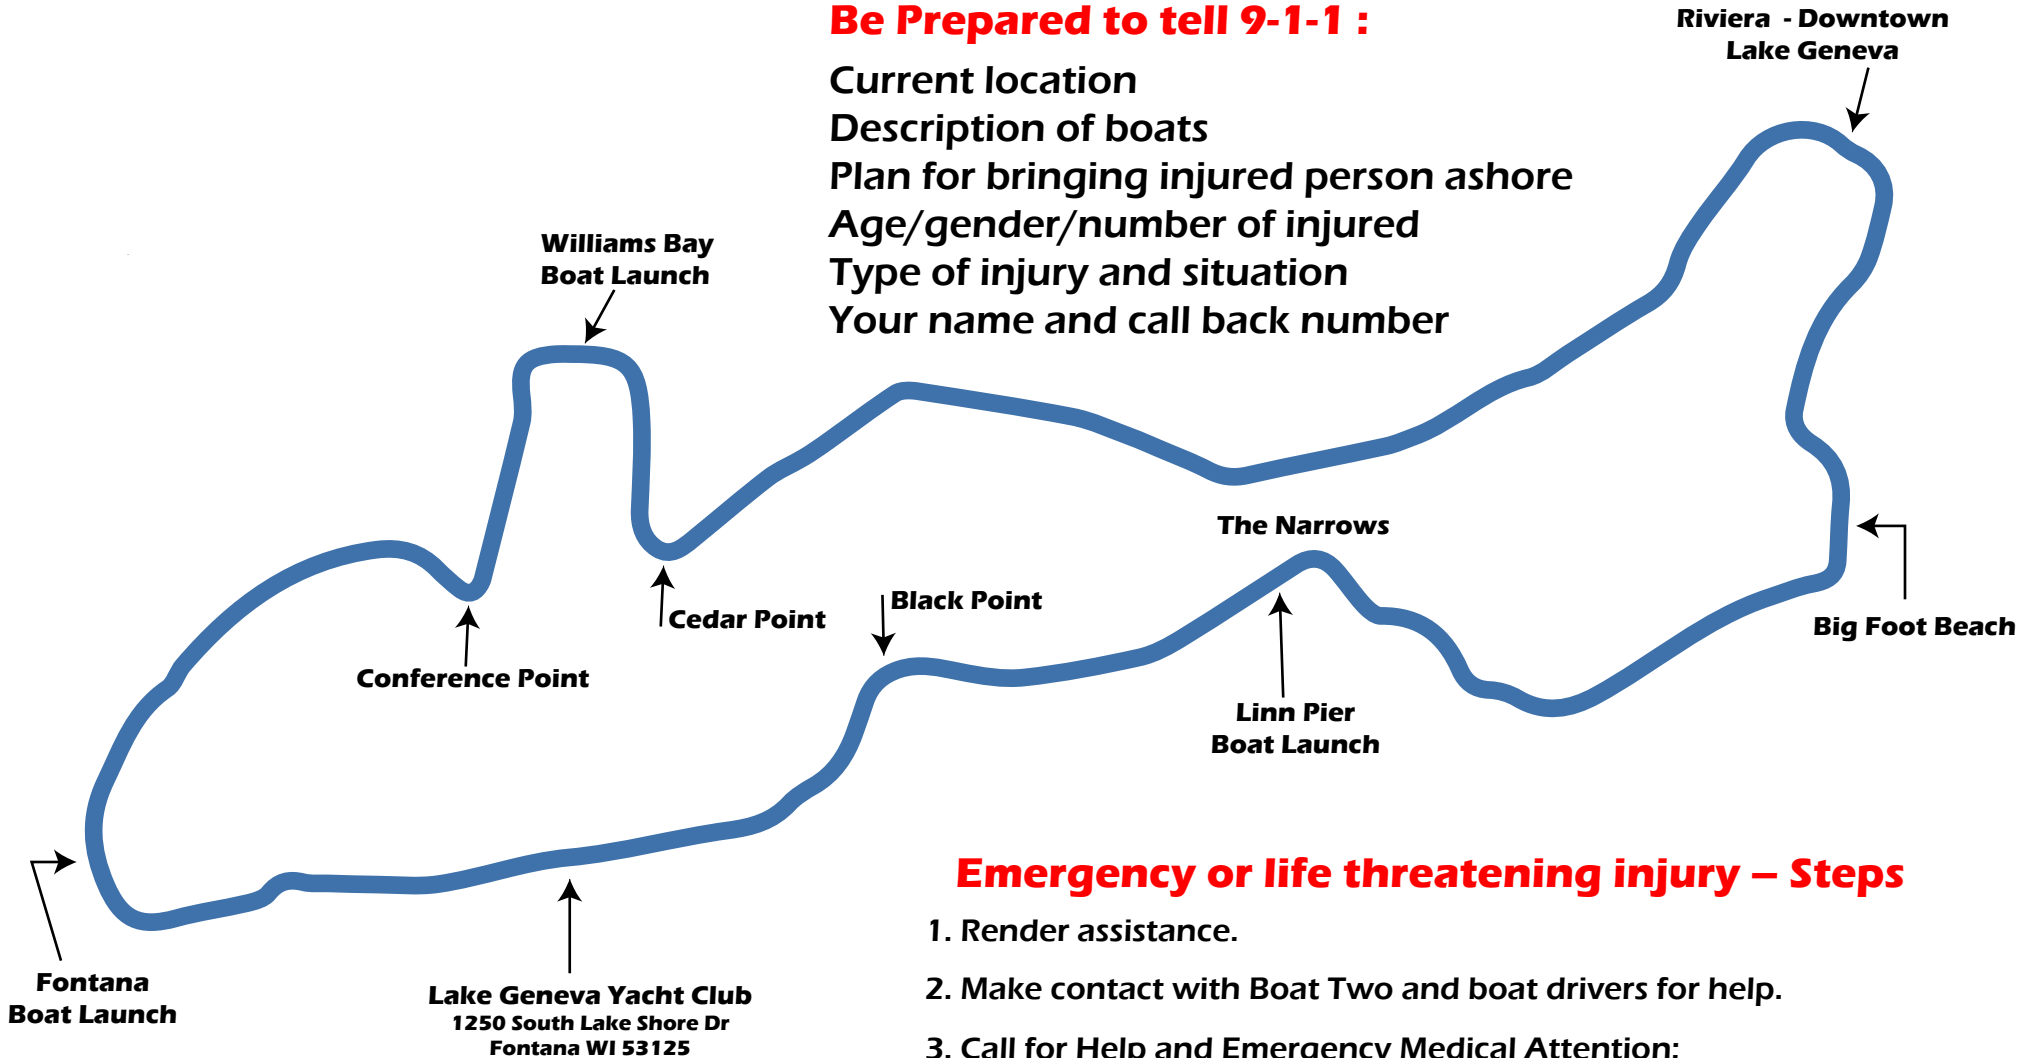 Be Prepared to tell 9-1-1 :
Current location
Description of boats
Plan for bringing injured person ashore
Age/gender/number of injured
Type of injury and situation
Your name and call back number
Riviera - Downtown
Lake Geneva
Williams Bay
Boat Launch
The Narrows
Cedar Point
Black Point
Big Foot Beach
Conference Point
Linn Pier
Boat Launch
Fontana
Boat Launch
Lake Geneva Yacht Club
1250 South Lake Shore Dr
Fontana WI 53125
Emergency or life threatening injury – Steps
1. Render assistance.
2. Make contact with Boat Two and boat drivers for help.
3. Call for Help and Emergency Medical Attention: